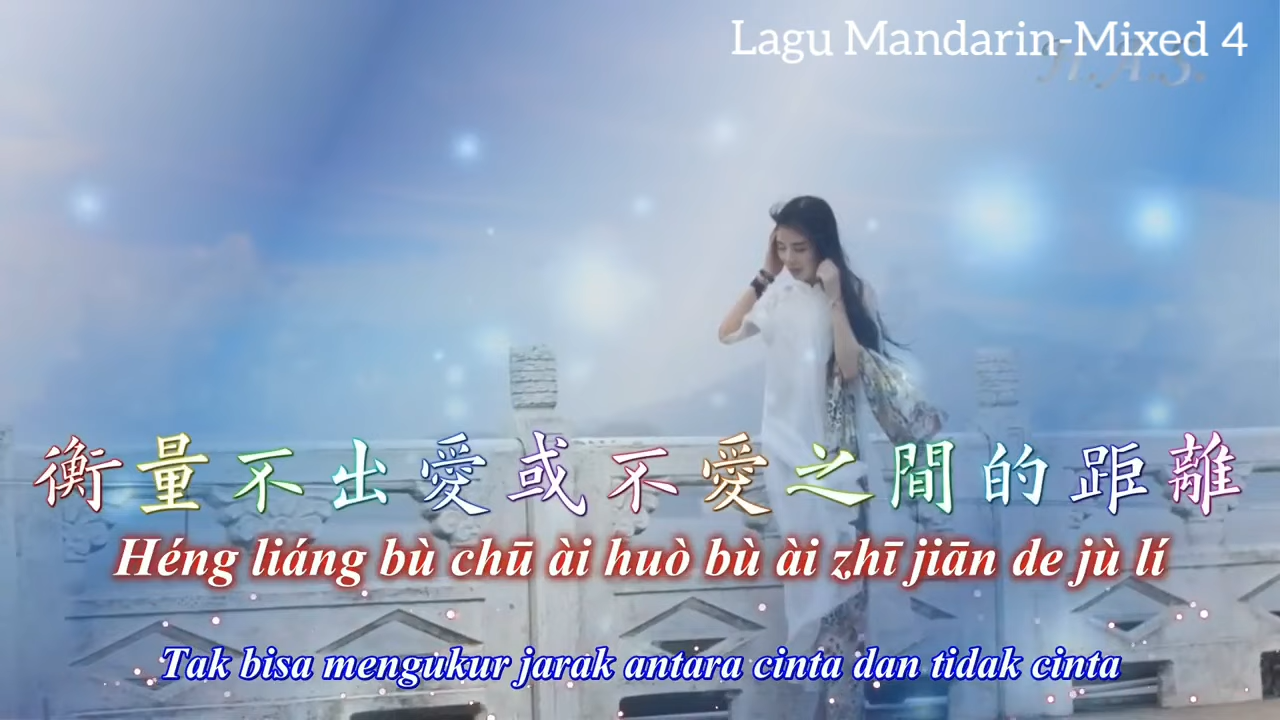 Lagu Mandarin-Mixed 4
衡量不出愛或不愛之間的距離
Héng liáng bù chū ài huò bù ài zhī jiān de jù lí
Tak bisa mengukur jarak antara cinta dan tidak cinta